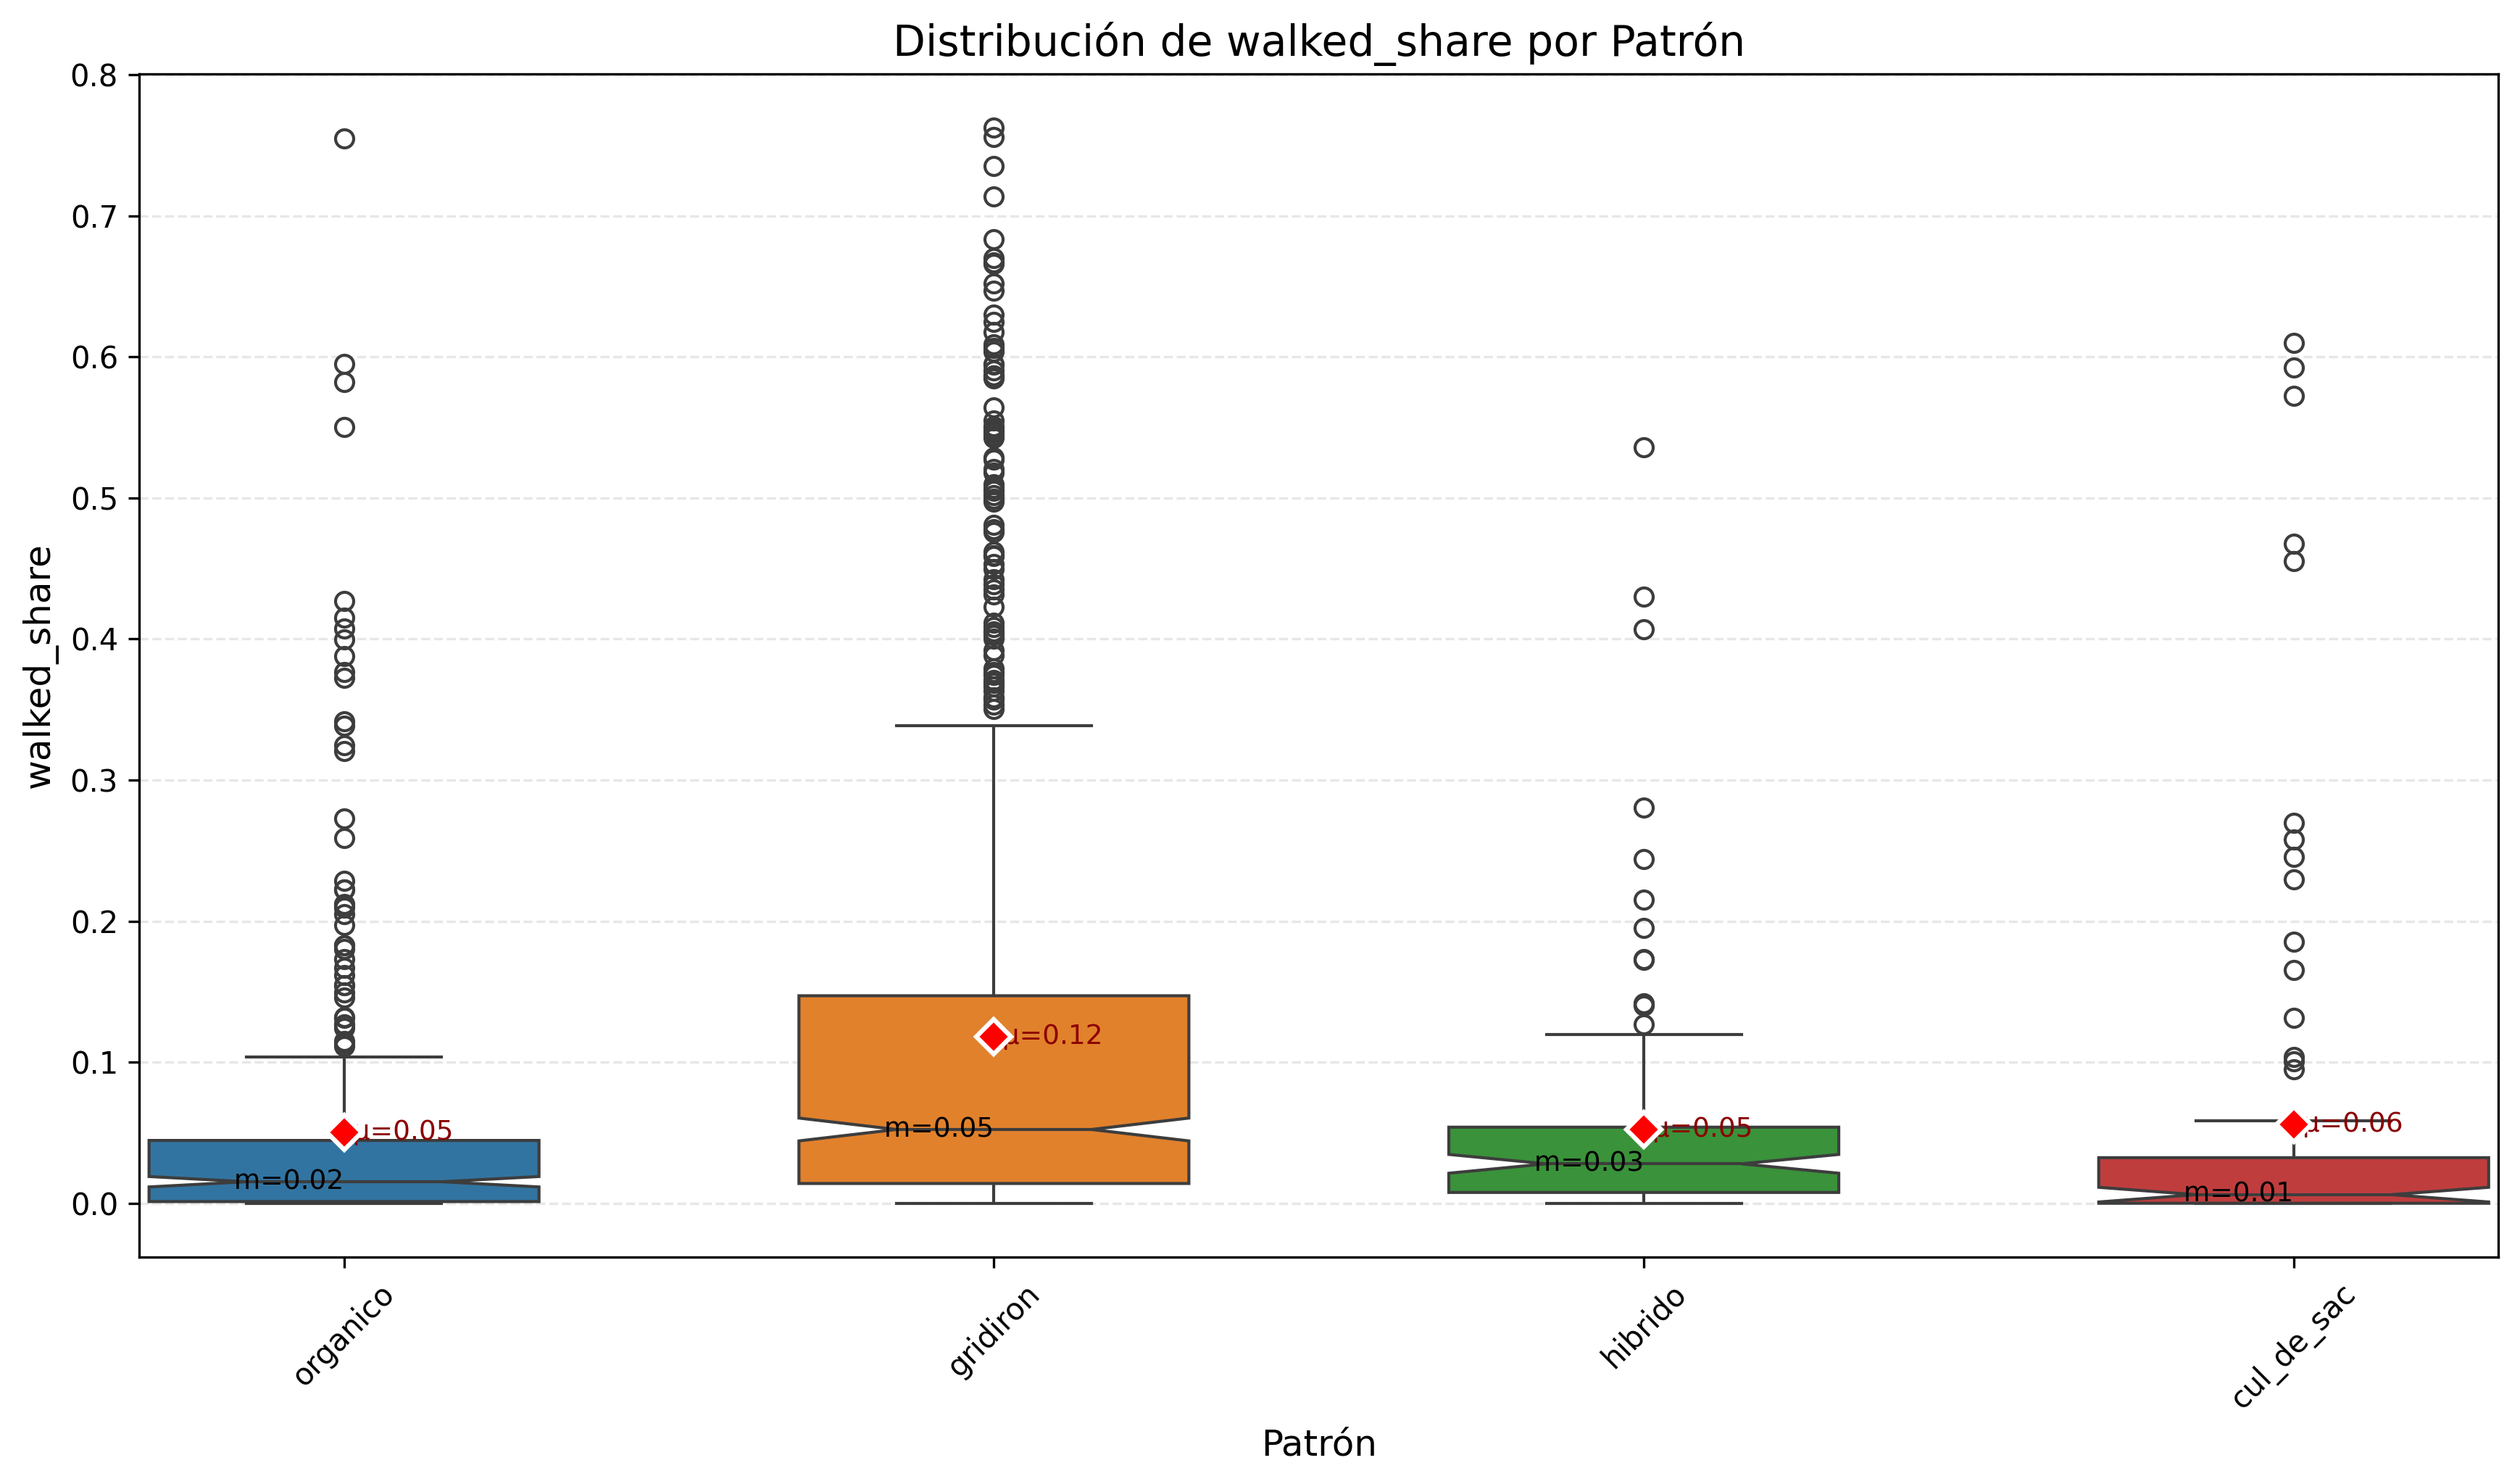 Distribución de walked_share por Patrón
walked_share
0.8
0.7
0.6
0.5
0.4
0.3
0.2
0.1
0.0
μ=0.05
m=0.02
μ=0.12
m=0.05
μ=0.05
m=0.03
μ=0.06
m=0.01
organico
gridiron
hibrido
cul_de_sac
Patrón